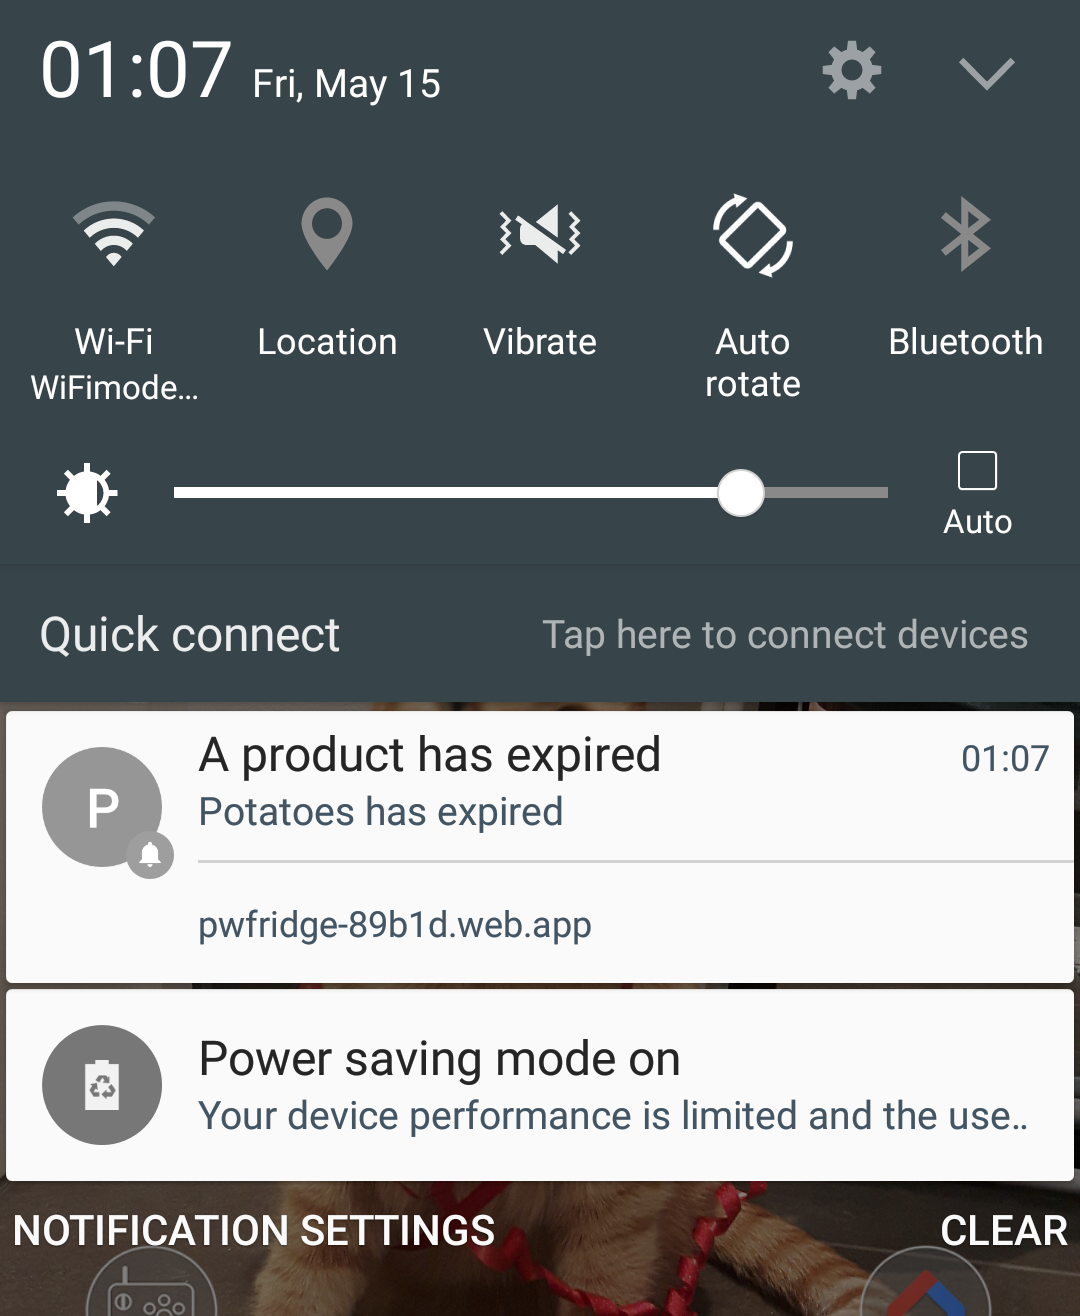 01:07 Fri, May 15
Wi-Fi
WiFimode...
Location
Vibrate
Auto
rotate
Bluetooth
Auto
Quick connect
Tap here to connect devices
P
A product has expired
01:07
Potatoes has expired
pwfridge-89b1d.web.app
Power saving mode on
Your device performance is limited and the use..
NOTIFICATION SETTINGS
CLEAR